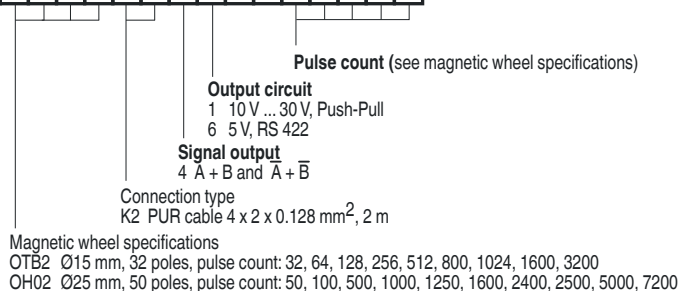 Pulse count (see magnetic wheel specifications)
Output circuit
1 10 V ... 30 V, Push-Pull
6 5 V, RS 422
Signal output
4 A + B and A̅ + B̅
Connection type
K2 PUR cable 4 x 2 x 0.128 mm², 2 m
Magnetic wheel specifications
OTB2 Ø15 mm, 32 poles, pulse count: 32, 64, 128, 256, 512, 800, 1024, 1600, 3200
OH02 Ø25 mm, 50 poles, pulse count: 50, 100, 500, 1000, 1250, 1600, 2400, 2500, 5000, 7200